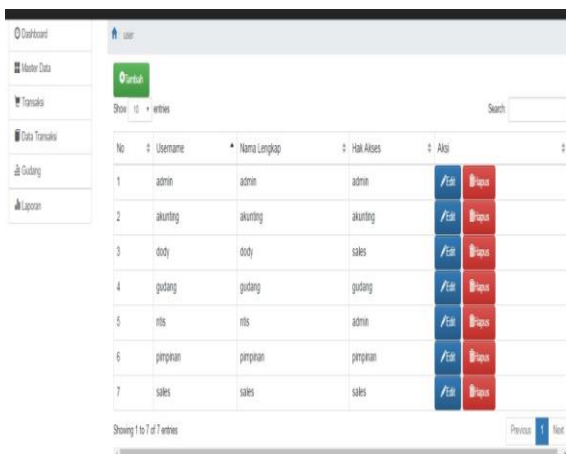 Dashboard
Master Data
Transaksi
Data Transaksi
Gudang
Laporan
user
Tambah
Show 10 entries
Search:
No Username Nama Lengkap Hak Akses Aksi
1 admin admin admin Edit Hapus
2 akunting akunting akunting Edit Hapus
3 dody dody sales Edit Hapus
4 gudang gudang gudang Edit Hapus
5 ntis ntis admin Edit Hapus
6 pimpinan pimpinan pimpinan Edit Hapus
7 sales sales sales Edit Hapus
Showing 1 to 7 of 7 entries
Previous 1 Next